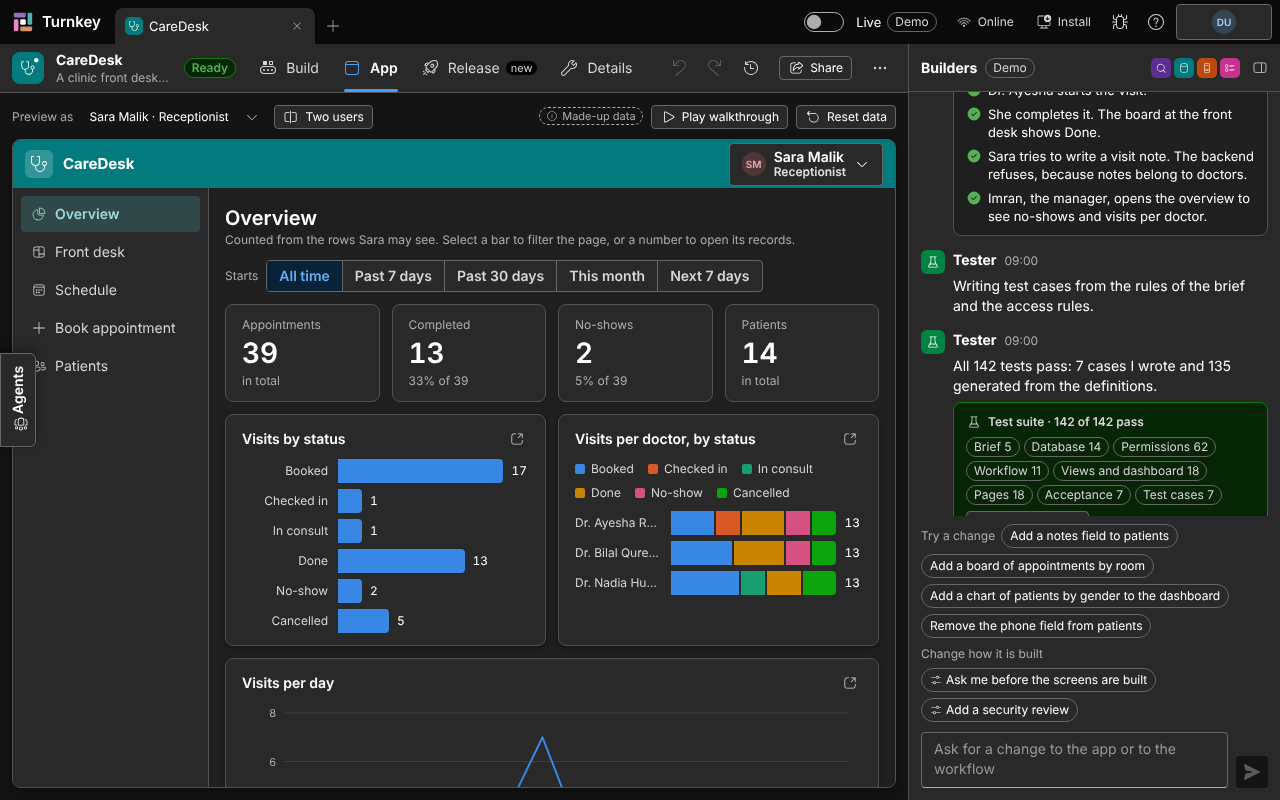 Turnkey
CareDesk
Live
Demo
Online
Install
DU
CareDesk
A clinic front desk...
Ready
Build
App
Release
new
Details
Share
Builders
Demo
Preview as
Sara Malik · Receptionist
Two users
Made-up data
Play walkthrough
Reset data
CareDesk
SM
Sara Malik
Receptionist
Overview
Front desk
Schedule
Book appointment
Patients
Agents
Overview
Counted from the rows Sara may see. Select a bar to filter the page, or a number to open its records.
Starts
All time
Past 7 days
Past 30 days
This month
Next 7 days
Appointments
39
in total
Completed
13
33% of 39
No-shows
2
5% of 39
Patients
14
in total
Visits by status
Booked 17
Checked in 1
In consult 1
Done 13
No-show 2
Cancelled 5
Visits per doctor, by status
Booked
Checked in
In consult
Done
No-show
Cancelled
Dr. Ayesha R... 13
Dr. Bilal Qure... 13
Dr. Nadia Hu... 13
Visits per day
8
6
Dr. Ayesha starts the visit.
She completes it. The board at the front
desk shows Done.
Sara tries to write a visit note. The backend
refuses, because notes belong to doctors.
Imran, the manager, opens the overview to
see no-shows and visits per doctor.
Tester 09:00
Writing test cases from the rules of the brief
and the access rules.
Tester 09:00
All 142 tests pass: 7 cases I wrote and 135
generated from the definitions.
Test suite · 142 of 142 pass
Brief 5
Database 14
Permissions 62
Workflow 11
Views and dashboard 18
Pages 18
Acceptance 7
Test cases 7
Try a change
Add a notes field to patients
Add a board of appointments by room
Add a chart of patients by gender to the dashboard
Remove the phone field from patients
Change how it is built
Ask me before the screens are built
Add a security review
Ask for a change to the app or to the
workflow